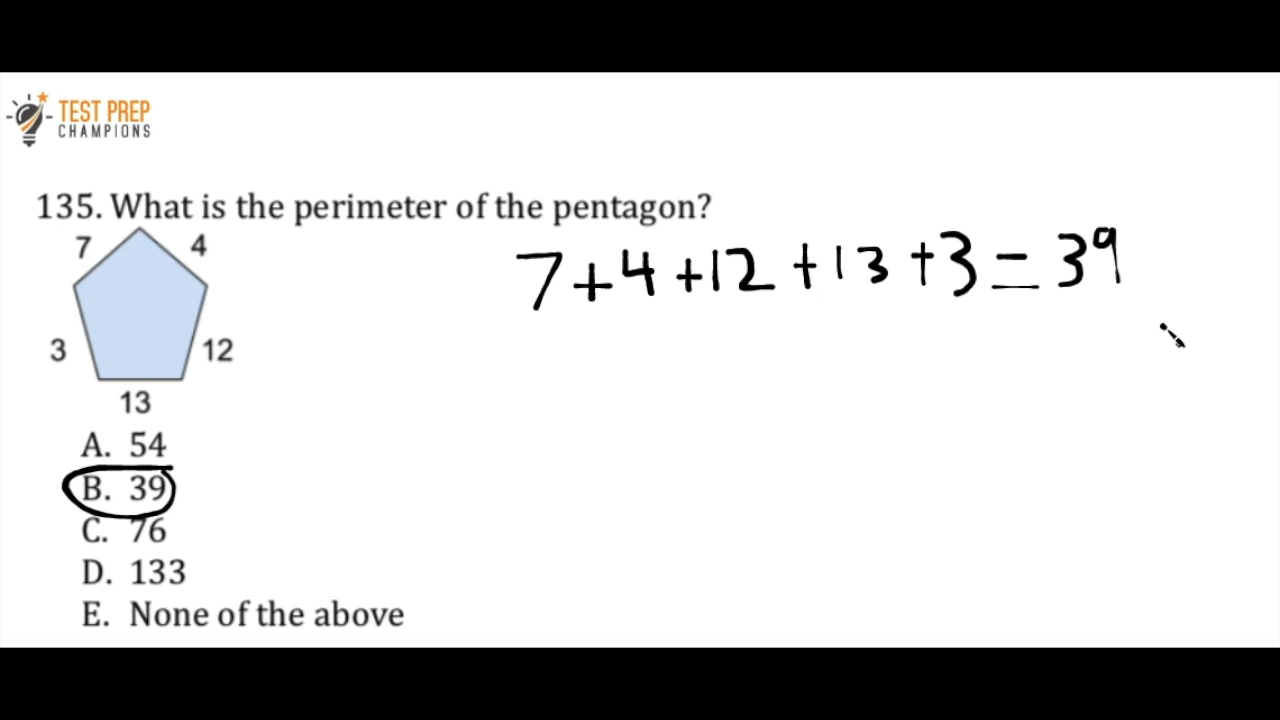 TEST PREP
CHAMPIONS
135. What is the perimeter of the pentagon?
7 4
7+4+12+13+3=39
3 12
13
A. 54
B. 39
C. 76
D. 133
E. None of the above